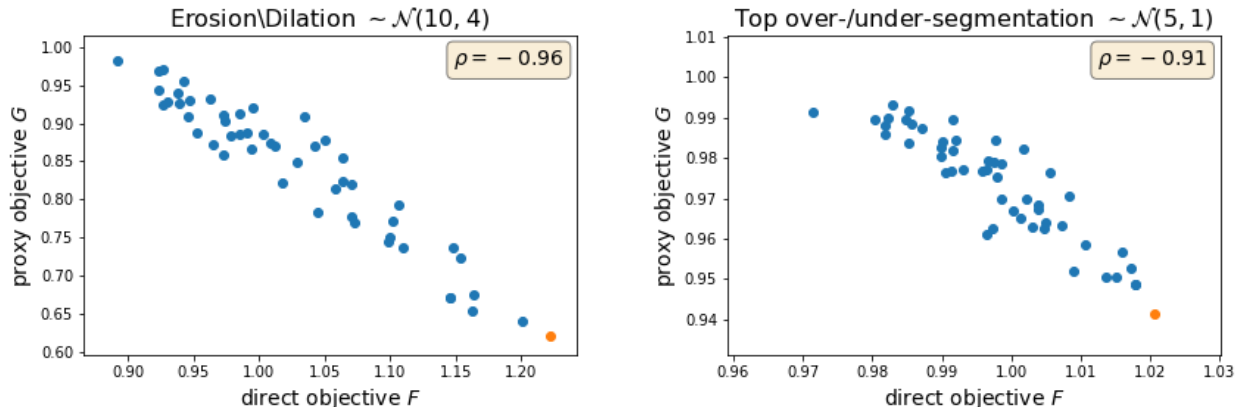 Erosion\Dilation ~ 𝒩(10, 4)
ρ = − 0.96
1.00
0.95
0.90
0.85
0.80
0.75
0.70
0.65
0.60
proxy objective G
0.90 0.95 1.00 1.05 1.10 1.15 1.20
direct objective F
Top over-/under-segmentation ~ 𝒩(5, 1)
ρ = − 0.91
1.01
1.00
0.99
0.98
0.97
0.96
0.95
0.94
proxy objective G
0.96 0.97 0.98 0.99 1.00 1.01 1.02 1.03
direct objective F